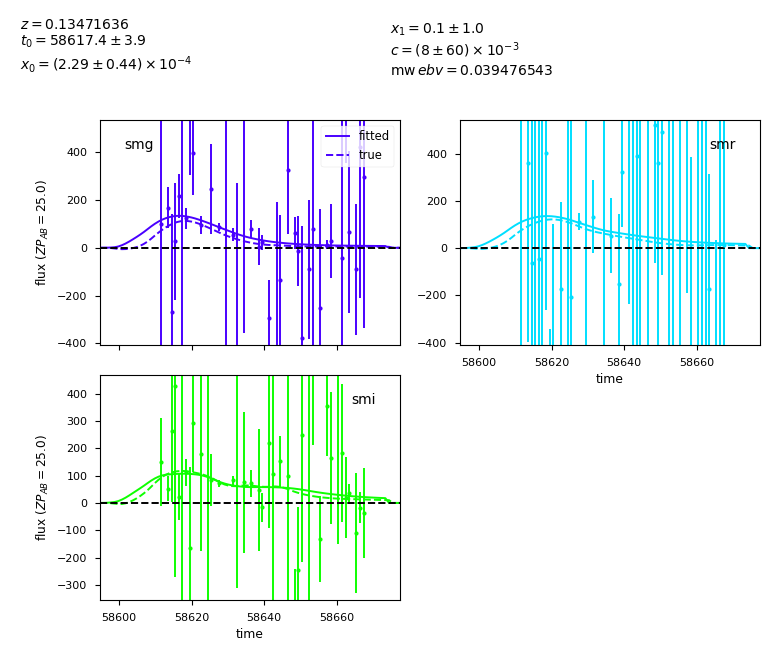 z = 0.13471636
t₀ = 58617.4 ± 3.9
x₀ = (2.29 ± 0.44) × 10⁻⁴
x₁ = 0.1 ± 1.0
c = (8 ± 60) × 10⁻³
mw ebv = 0.039476543
smg
fitted
true
400
200
0
−200
−400
flux (ZP_AB = 25.0)
smr
400
200
0
−200
−400
58600 58620 58640 58660
time
smi
400
300
200
100
0
−100
−200
−300
flux (ZP_AB = 25.0)
58600 58620 58640 58660
time